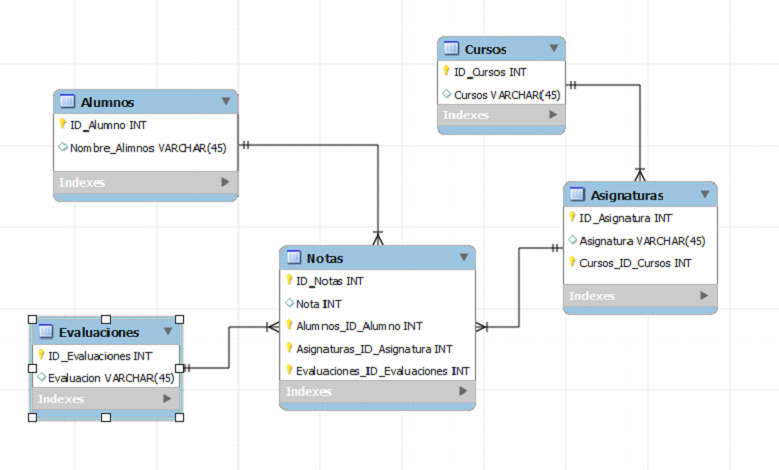 Cursos
ID_Cursos INT
Cursos VARCHAR(45)
Indexes
Alumnos
ID_Alumno INT
Nombre_Alimnos VARCHAR(45)
Indexes
Asignaturas
ID_Asignatura INT
Asignatura VARCHAR(45)
Cursos_ID_Cursos INT
Indexes
Notas
ID_Notas INT
Nota INT
Alumnos_ID_Alumno INT
Asignaturas_ID_Asignatura INT
Evaluaciones_ID_Evaluaciones INT
Indexes
Evaluaciones
ID_Evaluaciones INT
Evaluacion VARCHAR(45)
Indexes